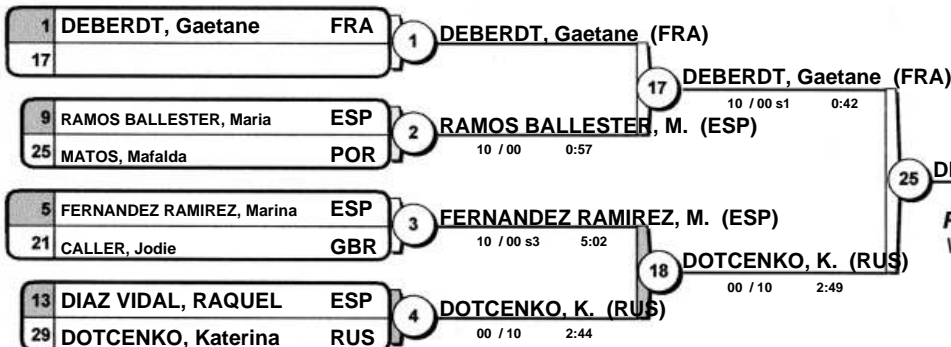 1 DEBERDT, Gaetane FRA
17
1
DEBERDT, Gaetane (FRA)
9 RAMOS BALLESTER, Maria ESP
25 MATOS, Mafalda POR
2
RAMOS BALLESTER, M. (ESP)
10 / 00 0:57
17
DEBERDT, Gaetane (FRA)
10 / 00 s1 0:42
5 FERNANDEZ RAMIREZ, Marina ESP
21 CALLER, Jodie GBR
3
FERNANDEZ RAMIREZ, M. (ESP)
10 / 00 s3 5:02
13 DIAZ VIDAL, RAQUEL ESP
29 DOTCENKO, Katerina RUS
4
DOTCENKO, K. (RUS)
00 / 10 2:44
18
DOTCENKO, K. (RUS)
00 / 10 2:49
25